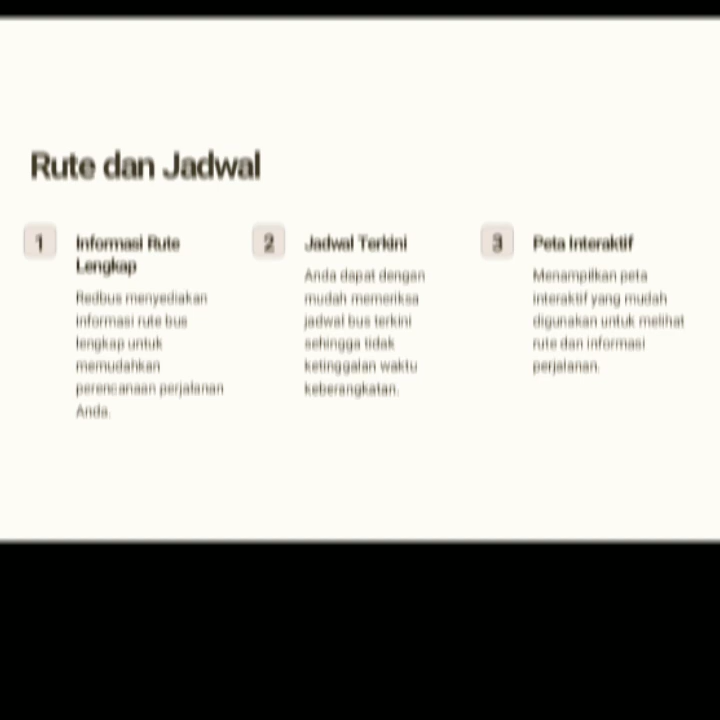 Rute dan Jadwal
1
Informasi Rute
Lengkap
Redbus menyediakan
informasi rute bus
lengkap untuk
memudahkan
perencanaan perjalanan
Anda.
2
Jadwal Terkini
Anda dapat dengan
mudah memeriksa
jadwal bus terkini
sehingga tidak
ketinggalan waktu
keberangkatan.
3
Peta Interaktif
Menampilkan peta
interaktif yang mudah
digunakan untuk melihat
rute dan informasi
perjalanan.